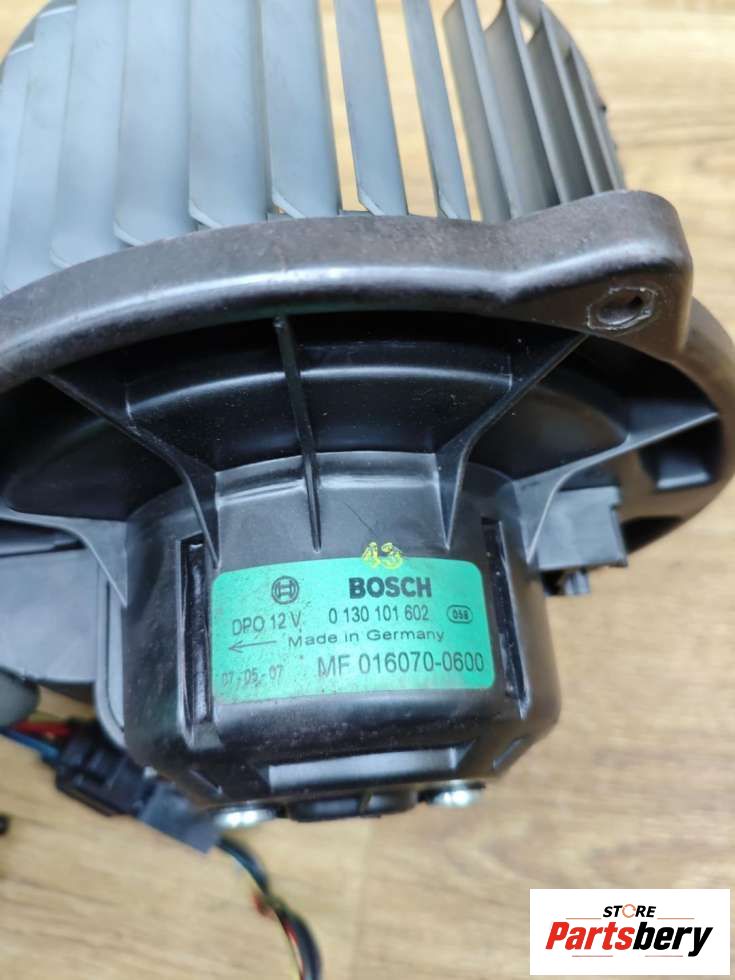 43
BOSCH
DPO 12 V 0 130 101 602 056
Made in Germany
07-05-07 MF 016070-0600
STORE
Partsbery